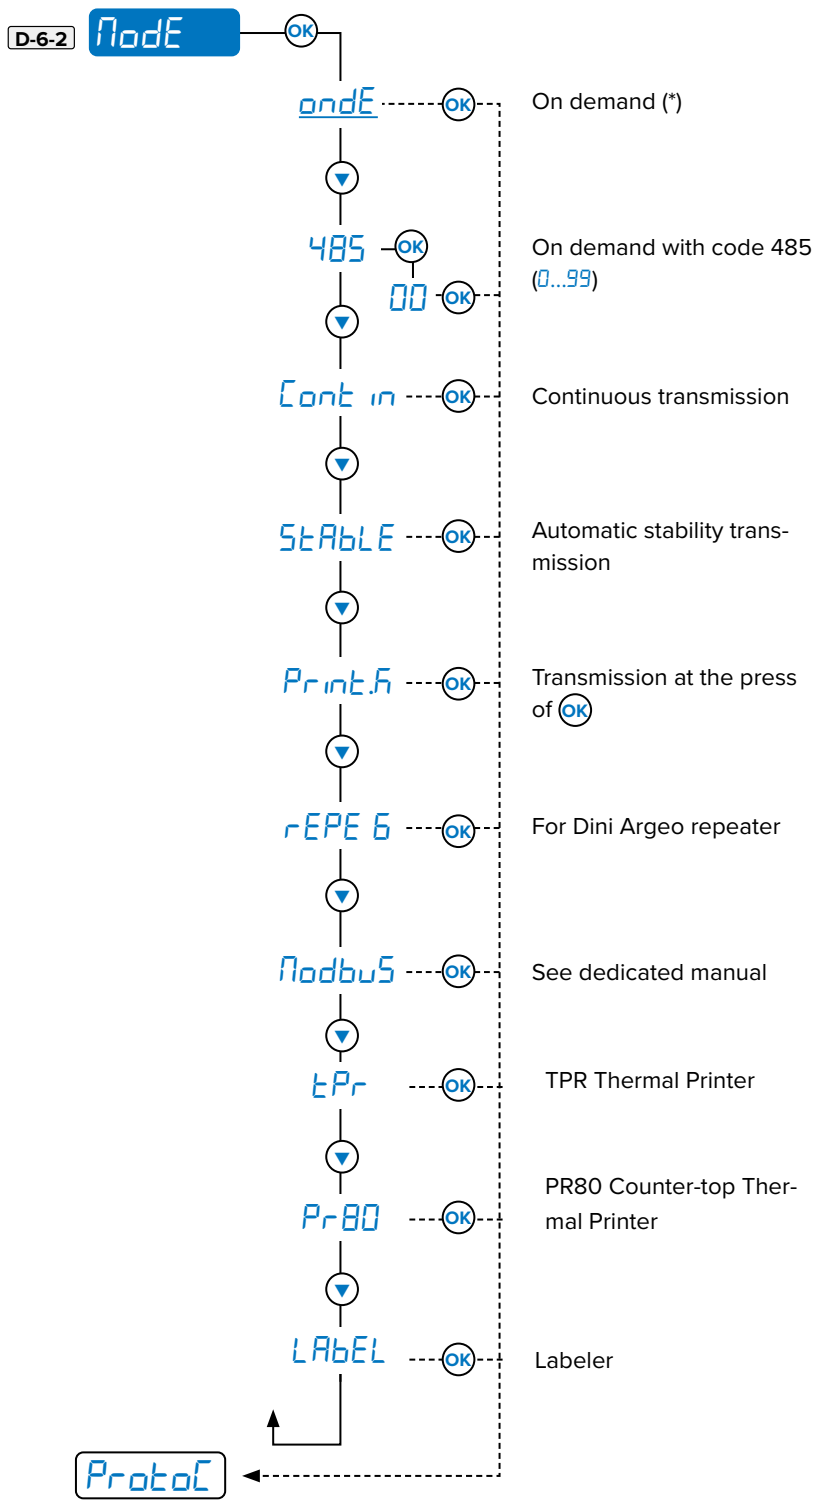 D-6-2 ModE OK
ondE OK On demand (*)
▼
485 OK On demand with code 485
00 OK (0...99)
▼
Contin OK Continuous transmission
▼
StAbLE OK Automatic stability trans-
mission
▼
Print.h OK Transmission at the press
of OK
▼
rEPE 6 OK For Dini Argeo repeater
▼
ModbuS OK See dedicated manual
▼
tPr OK TPR Thermal Printer
▼
Pr80 OK PR80 Counter-top Ther-
mal Printer
▼
LAbEL OK Labeler
ProtoC